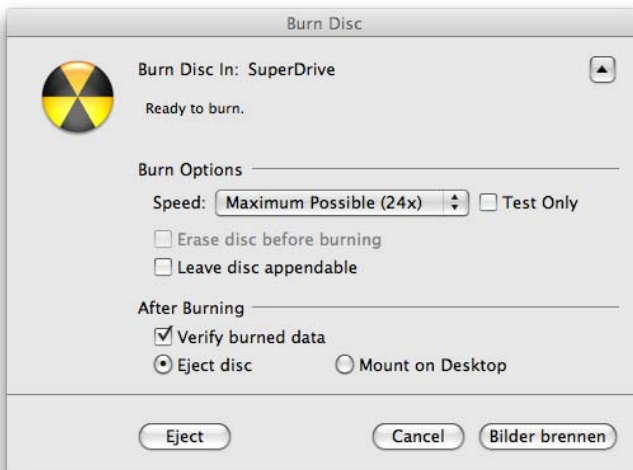 Burn Disc
Burn Disc In: SuperDrive
Ready to burn.
Burn Options
Speed: Maximum Possible (24x) Test Only
Erase disc before burning
Leave disc appendable
After Burning
Verify burned data
Eject disc Mount on Desktop
Eject Cancel Bilder brennen